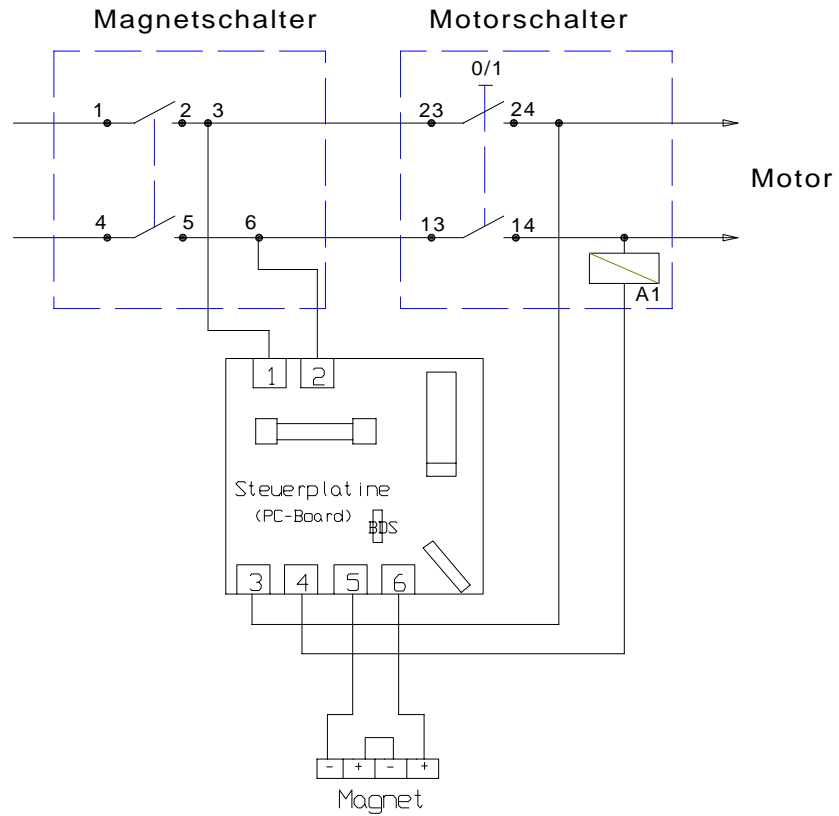 Magnetschalter Motorschalter
0/1
1 2 3 23 24
Motor
4 5 6 13 14
A1
1 2
Steuerplatine
(PC-Board)
BDS
3 4 5 6
- + - +
Magnet